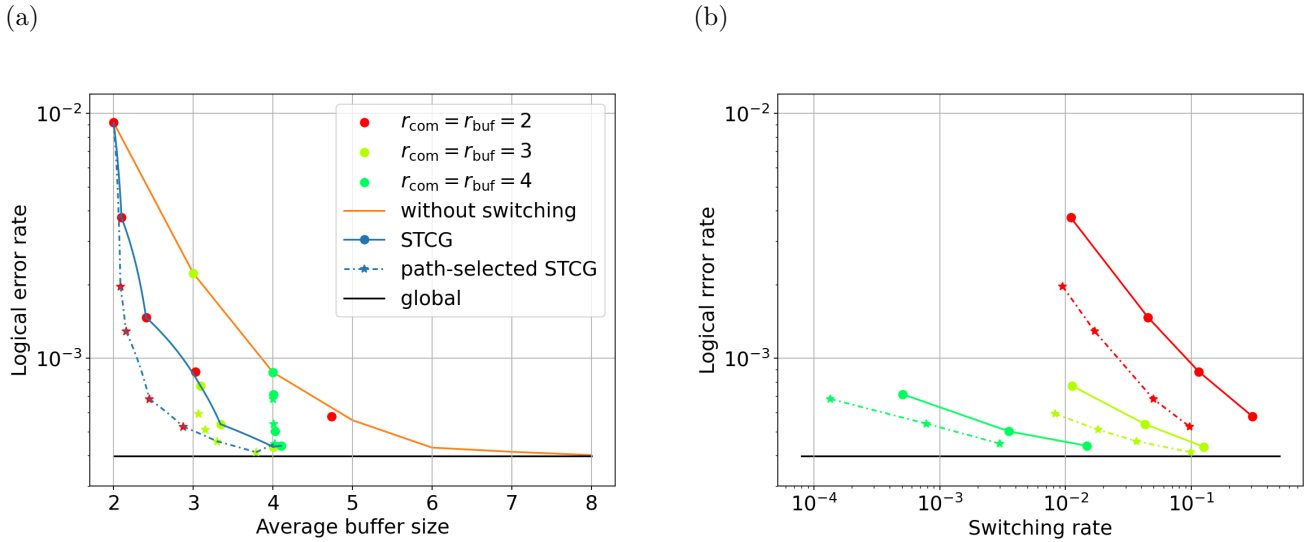 (a)
(b)
Logical error rate
10⁻²
10⁻³
r_com = r_buf = 2
r_com = r_buf = 3
r_com = r_buf = 4
without switching
STCG
path-selected STCG
global
2 3 4 5 6 7 8
Average buffer size
Logical rrror rate
10⁻²
10⁻³
10⁻⁴ 10⁻³ 10⁻² 10⁻¹
Switching rate